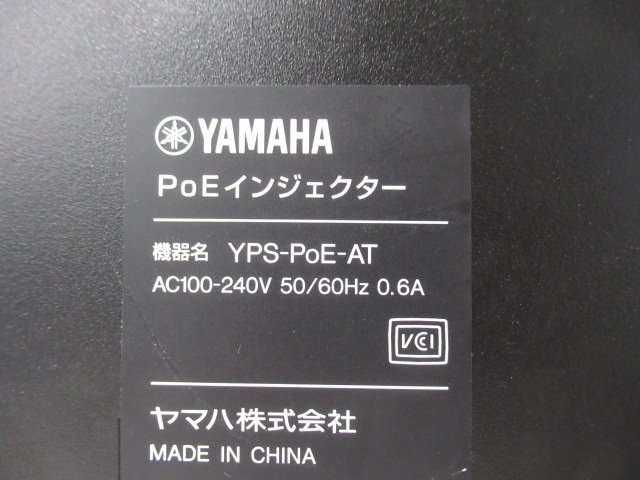 YAMAHA
PoEインジェクター
機器名 YPS-PoE-AT
AC100-240V 50/60Hz 0.6A
VCCI
ヤマハ株式会社
MADE IN CHINA